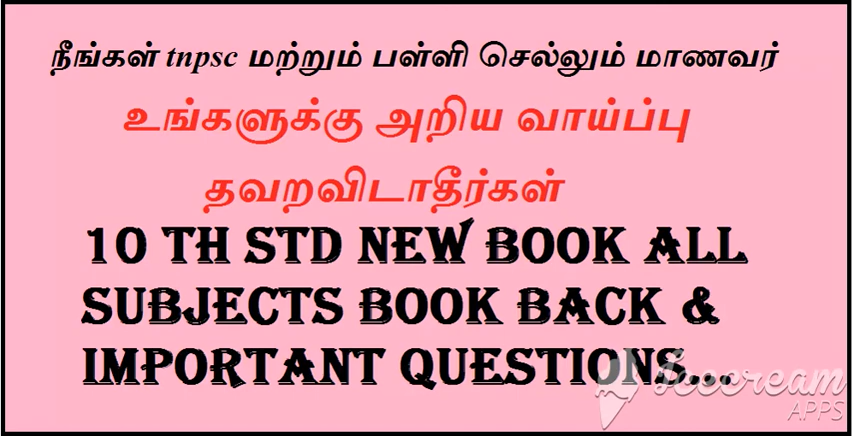 நீங்கள் tnpsc மற்றும் பள்ளி செல்லும் மாணவர்
உங்களுக்கு அறிய வாய்ப்பு
தவறவிடாதீர்கள்
10 TH STD NEW BOOK ALL
SUBJECTS BOOK BACK &
IMPORTANT QUESTIONS...
Icecream
APPS